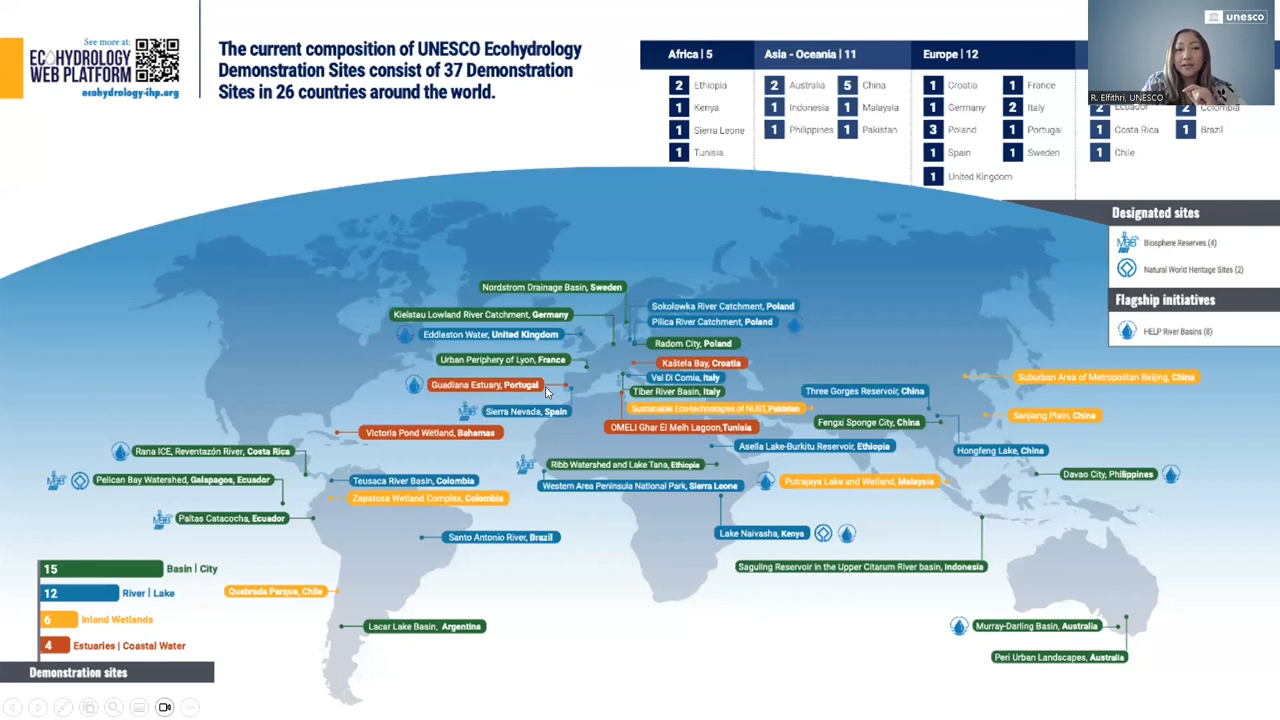 See more at:
ECOHYDROLOGY
WEB PLATFORM
ecohydrology-ihp.org
The current composition of UNESCO Ecohydrology
Demonstration Sites consist of 37 Demonstration
Sites in 26 countries around the world.
Africa | 5
2 Ethiopia
1 Kenya
1 Sierra Leone
1 Tunisia
Asia - Oceania | 11
2 Australia 5 China
1 Indonesia 1 Malaysia
1 Philippines 1 Pakistan
Europe | 12
1 Croatia 1 France
1 Germany 2 Italy
3 Poland 1 Portugal
1 Spain 1 Sweden
1 United Kingdom
2 Ecuador 2 Colombia
1 Costa Rica 1 Brazil
1 Chile
unesco
R. Elfithri, UNESCO
Designated sites
Biosphere Reserves (4)
Natural World Heritage Sites (2)
Flagship initiatives
HELP River Basins (8)
Nordstrom Drainage Basin, Sweden
Kielstau Lowland River Catchment, Germany
Eddleston Water, United Kingdom
Urban Periphery of Lyon, France
Guadiana Estuary, Portugal
Sierra Nevada, Spain
Victoria Pond Wetland, Bahamas
Sokolowka River Catchment, Poland
Pilica River Catchment, Poland
Radom City, Poland
Kaštela Bay, Croatia
Val Di Cornia, Italy
Tiber River Basin, Italy
Sustainable Eco-technologies of NUST, Pakistan
OMELI Ghar El Melh Lagoon,Tunisia
Three Gorges Reservoir, China
Fengxi Sponge City, China
Suburban Area of Metropolitan Beijing, China
Sanjiang Plain, China
Hongfeng Lake, China
Asella Lake-Burkitu Reservoir, Ethiopia
Ribb Watershed and Lake Tana, Ethiopia
Western Area Peninsula National Park, Sierra Leone
Putrajaya Lake and Wetland, Malaysia
Davao City, Philippines
Lake Naivasha, Kenya
Saguling Reservoir in the Upper Citarum River basin, Indonesia
Rana ICE, Reventazón River, Costa Rica
Pelican Bay Watershed, Galapagos, Ecuador
Paltas Catacocha, Ecuador
Teusaca River Basin, Colombia
Zapatosa Wetland Complex, Colombia
Santo Antonio River, Brazil
Quebrada Parque, Chile
Lacar Lake Basin, Argentina
Murray-Darling Basin, Australia
Peri Urban Landscapes, Australia
15 Basin | City
12 River | Lake
6 Inland Wetlands
4 Estuaries | Coastal Water
Demonstration sites
MAB
MAB
MAB
MAB
MAB